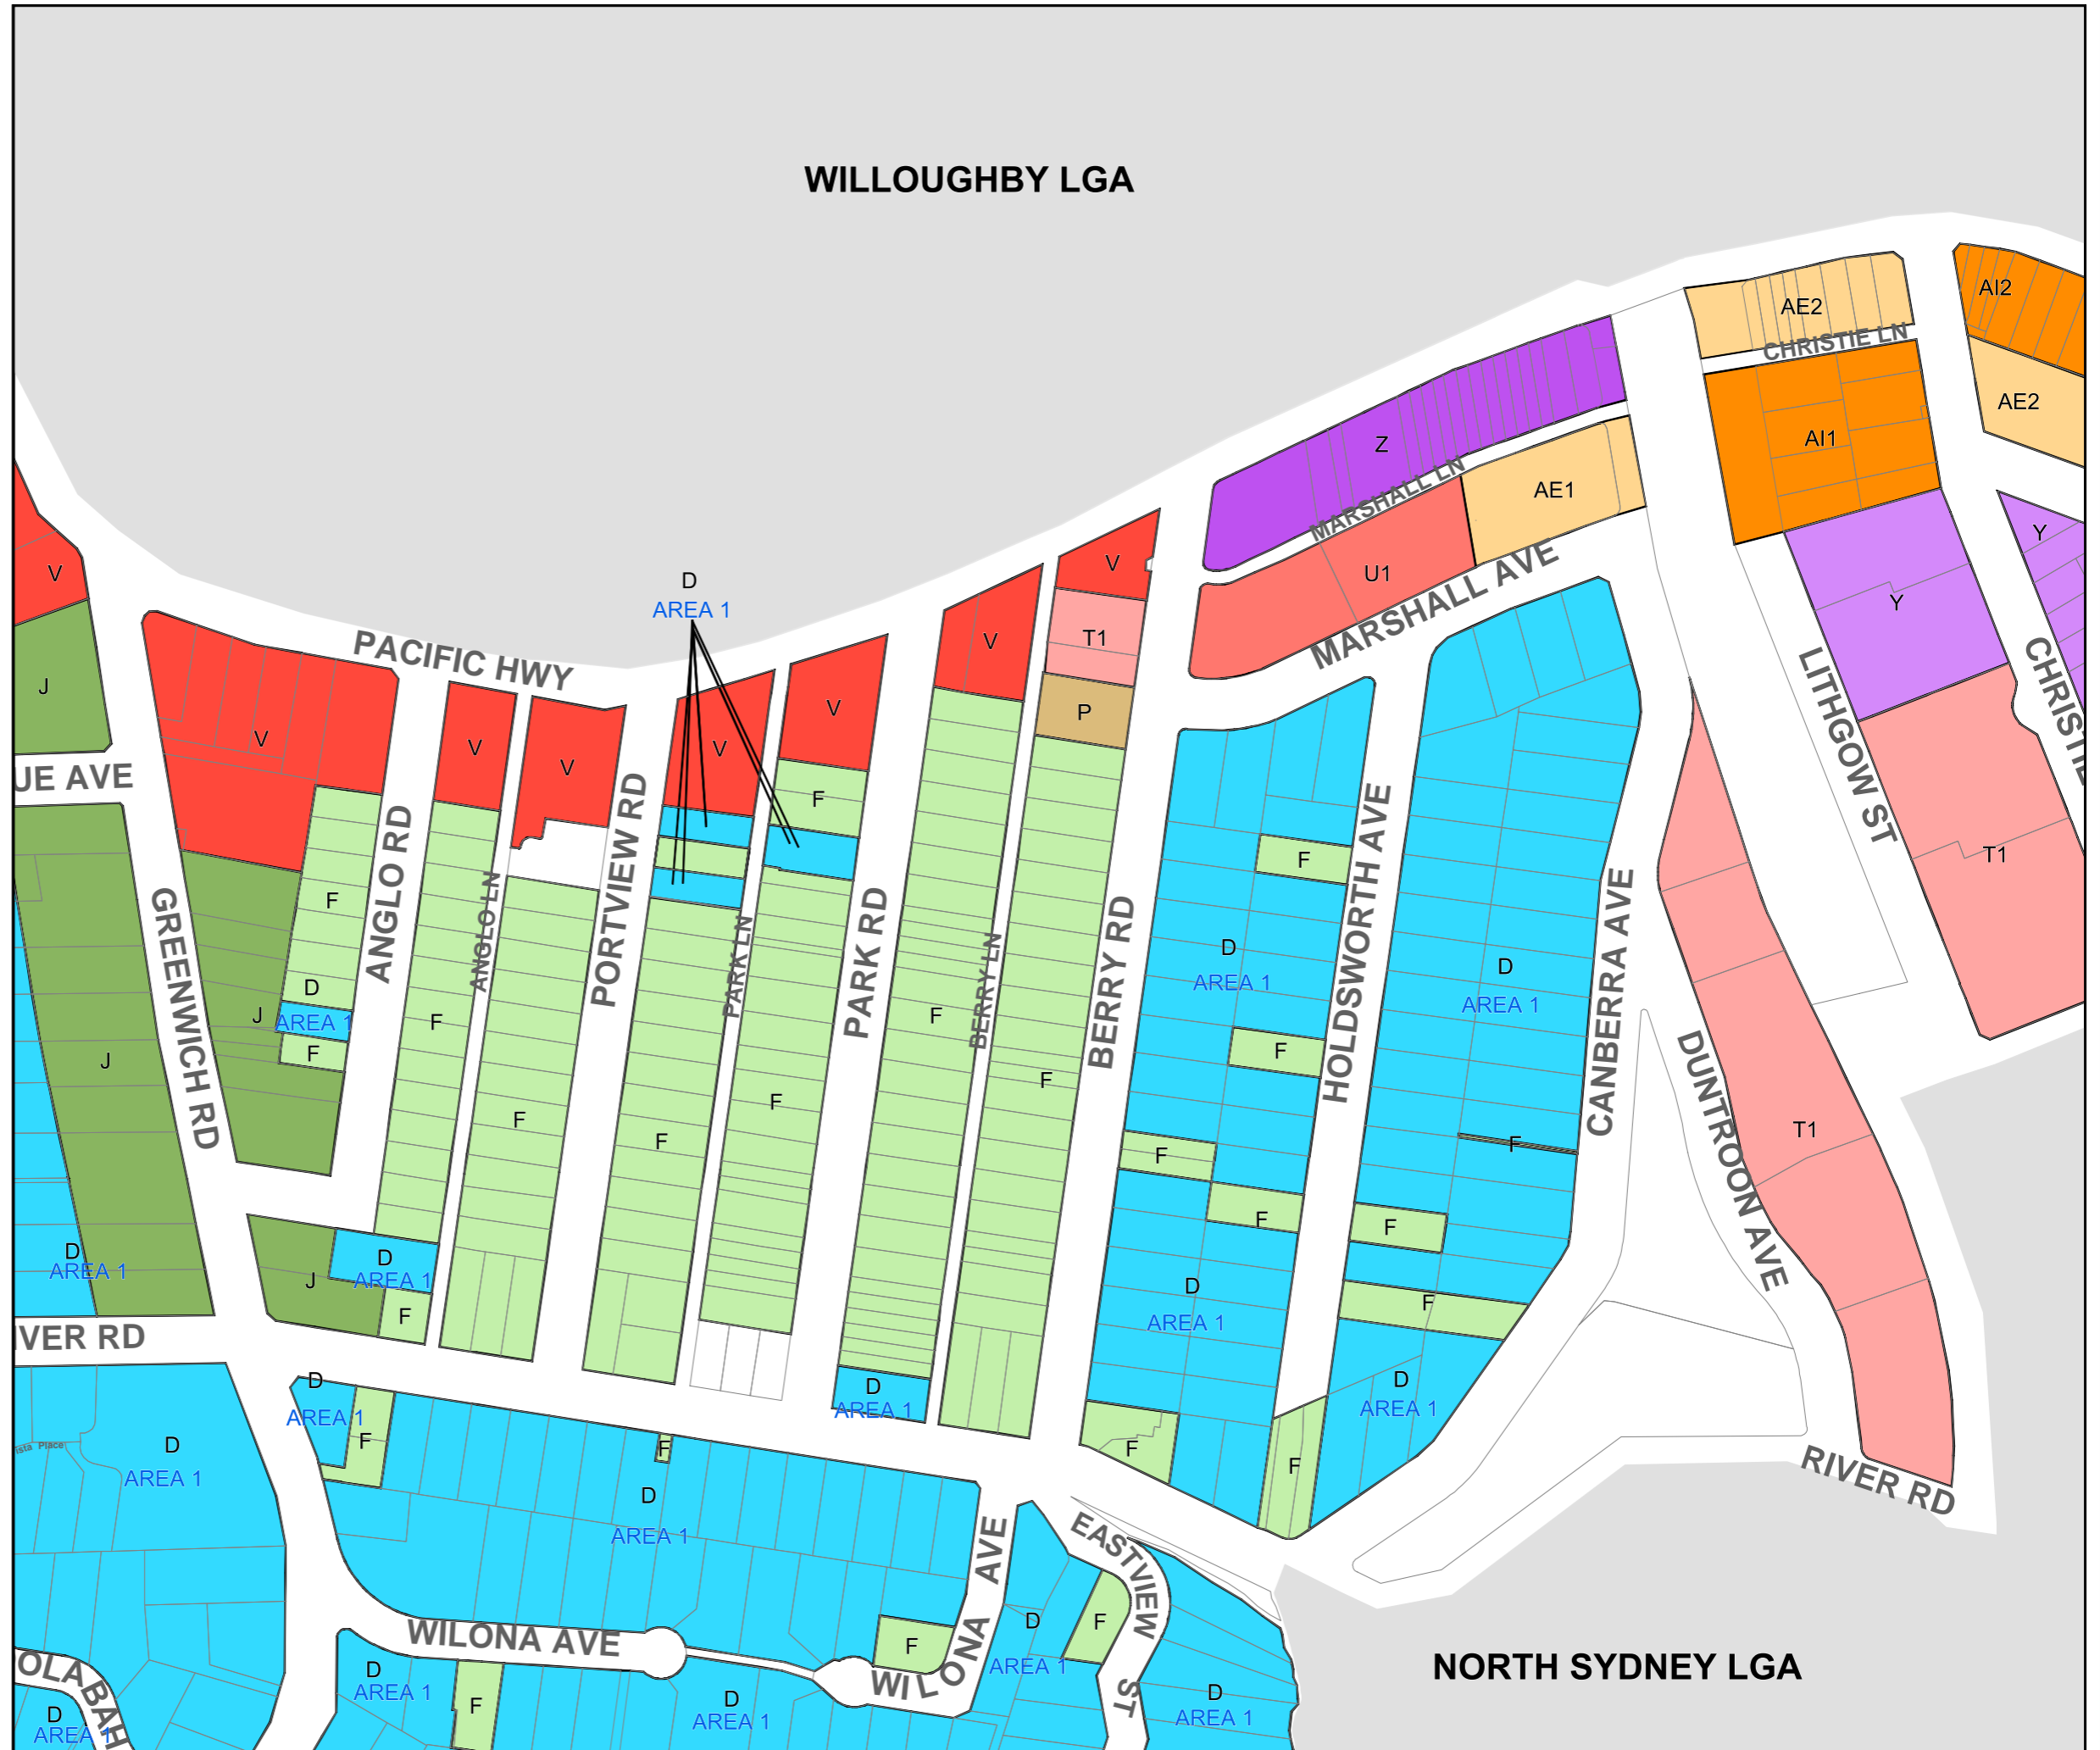 WILLOUGHBY LGA
AI2
AE2
CHRISTIE LN
AE2
Z
AI1
MARSHALL LN
AE1
Y
V
V
U1
D
AREA 1
MARSHALL AVE
Y
V
T1
PACIFIC HWY
J
V
P
V
V
V
V
V
LITHGOW ST
CHRISTIE
UE AVE
F
F
T1
F
ANGLO RD
PORTVIEW RD
HOLDSWORTH AVE
D
AREA 1
D
AREA 1
GREENWICH RD
ANGLO LN
PARK LN
PARK RD
BERRY LN
BERRY RD
CANBERRA AVE
D
AREA 1
J
F
F
F
F
J
F
F
F
F
F
F
DUNTROON AVE
T1
F
F
F
F
D
AREA 1
D
AREA 1
J
F
D
AREA 1
F
IVER RD
D
AREA 1
D
AREA 1
D
AREA 1
F
F
F
F
D
AREA 1
ista Place
D
AREA 1
RIVER RD
EASTVIEW ST
WILONA AVE
WILONA AVE
F
D
AREA 1
F
NORTH SYDNEY LGA
OLABAH
D
AREA 1
D
AREA 1
F
D
AREA 1
D
AREA 1